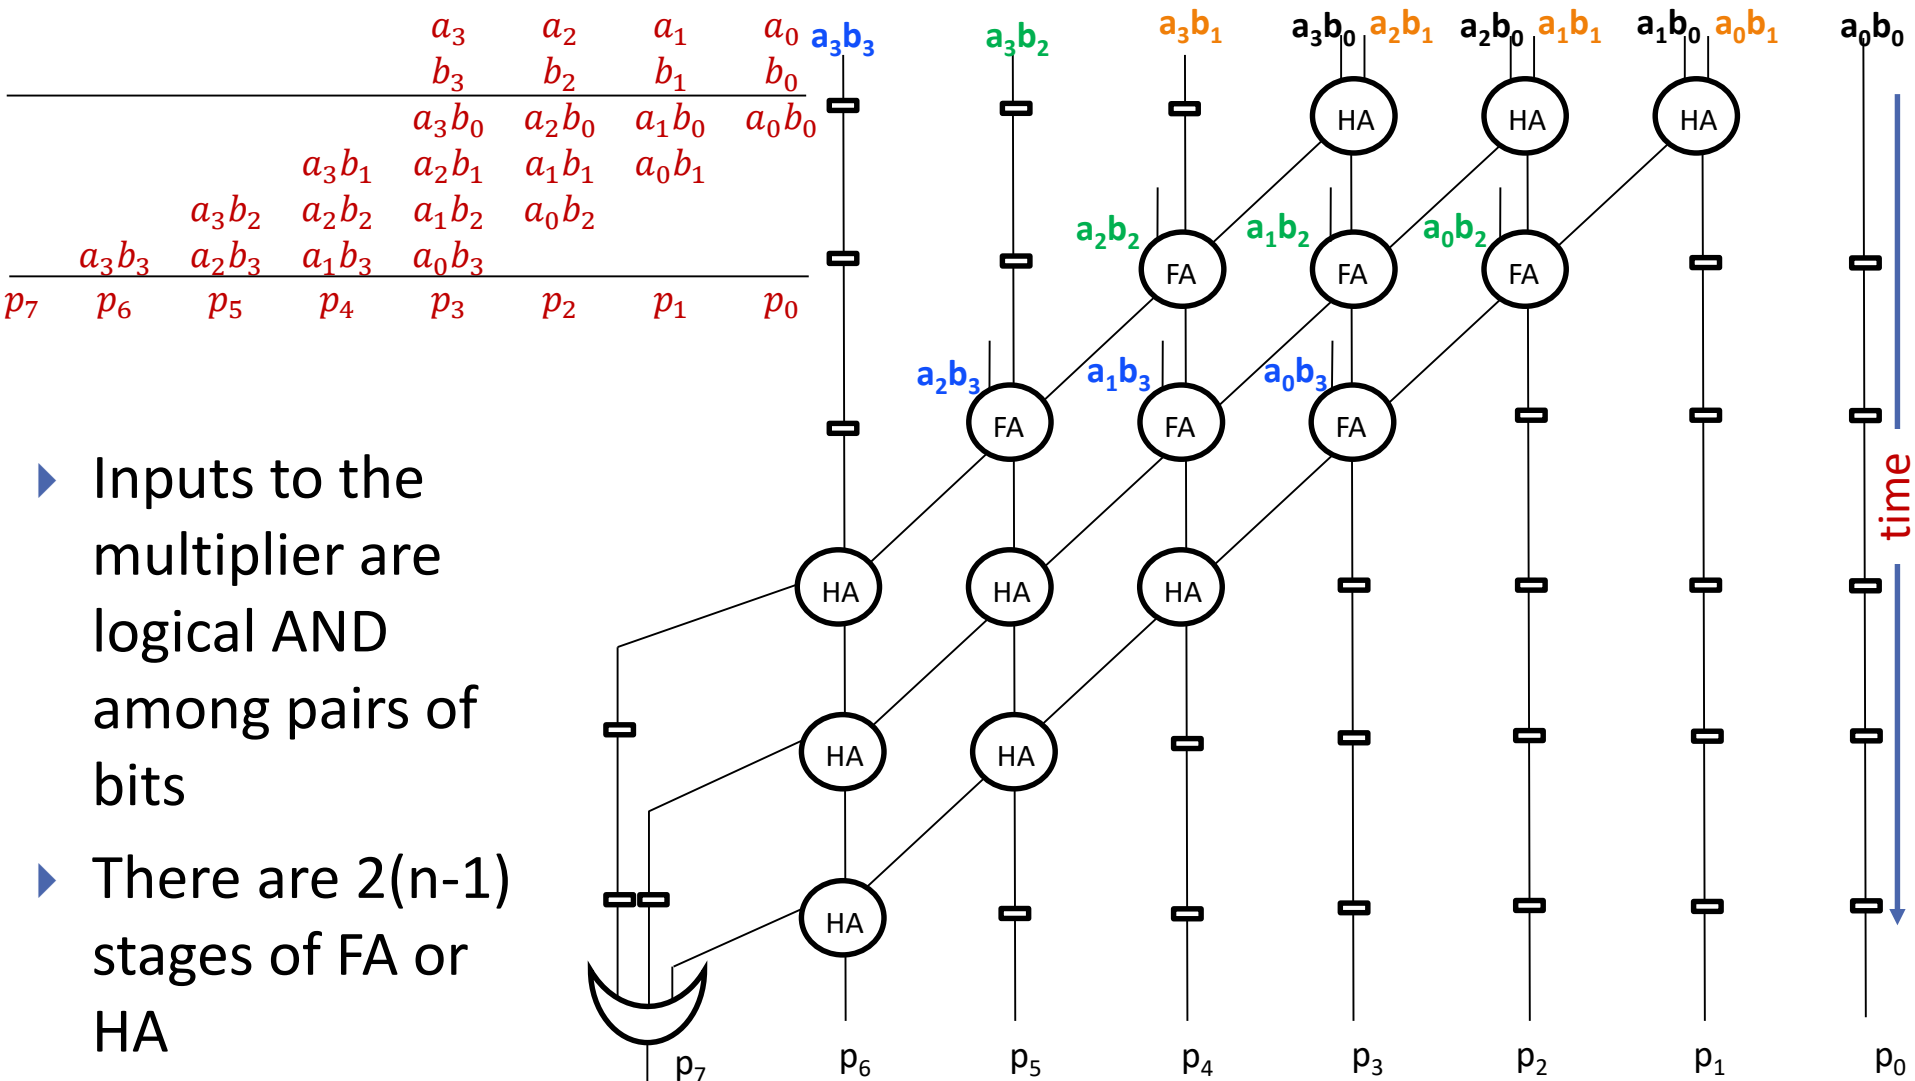 a₃ a₂ a₁ a₀
b₃ b₂ b₁ b₀
a₃b₀ a₂b₀ a₁b₀ a₀b₀
a₃b₁ a₂b₁ a₁b₁ a₀b₁
a₃b₂ a₂b₂ a₁b₂ a₀b₂
a₃b₃ a₂b₃ a₁b₃ a₀b₃
p₇ p₆ p₅ p₄ p₃ p₂ p₁ p₀
Inputs to the
multiplier are
logical AND
among pairs of
bits
There are 2(n-1)
stages of FA or
HA
a₃b₃ a₃b₂ a₃b₁ a₃b₀ a₂b₁ a₂b₀ a₁b₁ a₁b₀ a₀b₁ a₀b₀
HA HA HA
a₂b₂ a₁b₂ a₀b₂
FA FA FA
a₂b₃ a₁b₃ a₀b₃
FA FA FA
time
HA HA HA
HA HA
HA
p₇ p₆ p₅ p₄ p₃ p₂ p₁ p₀